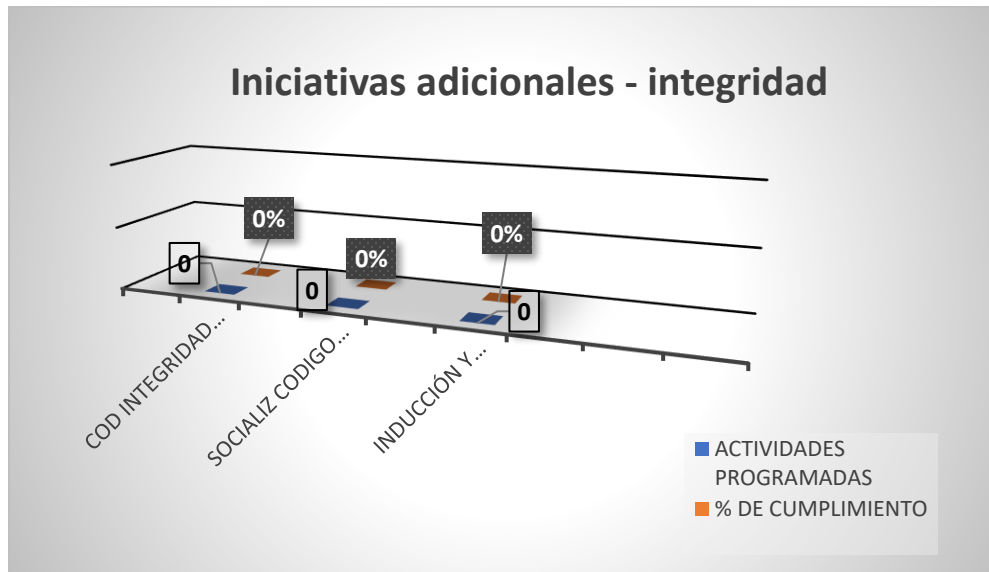 Iniciativas adicionales - integridad
0%
0%
0%
0
0
0
COD INTEGRIDAD...
SOCIALIZ CODIGO...
INDUCCIÓN Y...
ACTIVIDADES
PROGRAMADAS
% DE CUMPLIMIENTO